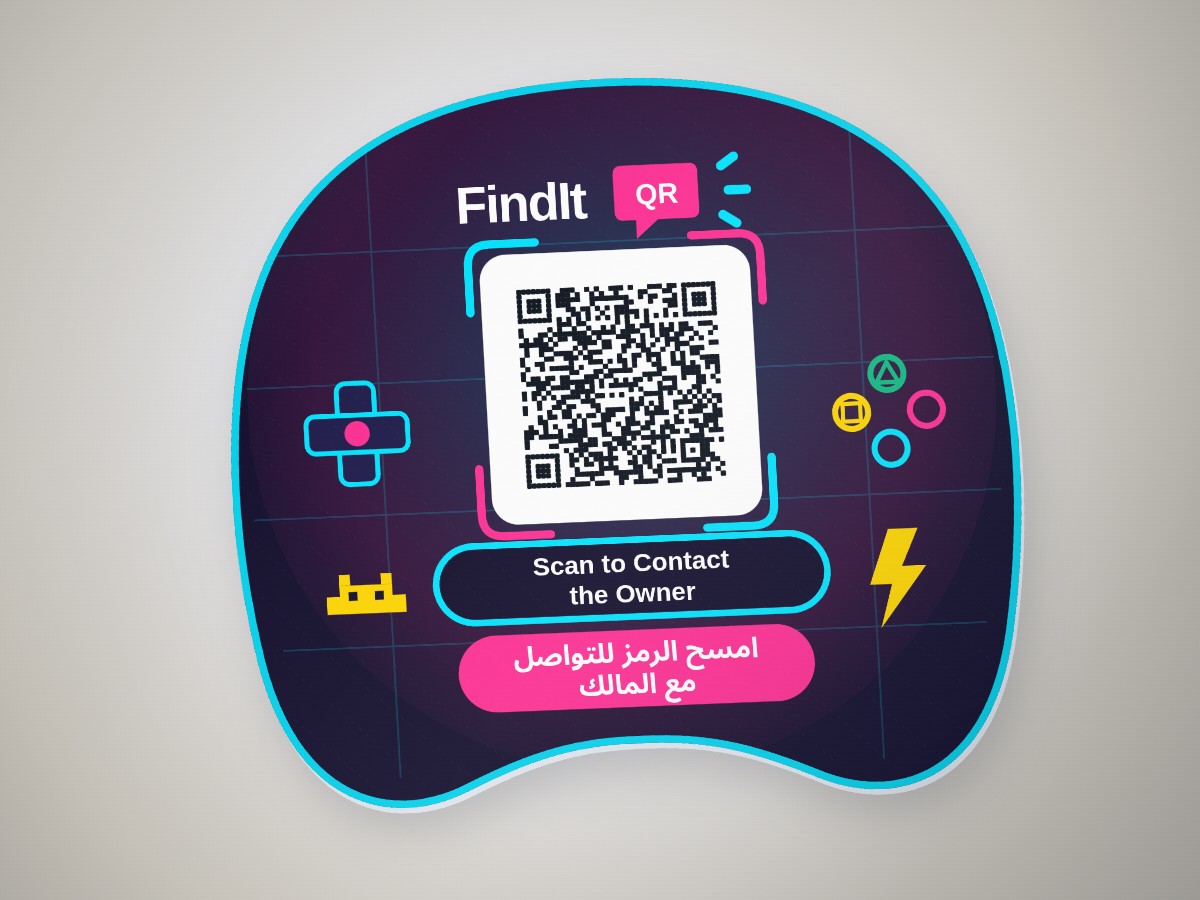 FindIt QR
Scan to Contact
the Owner
امسح الرمز للتواصل
مع المالك